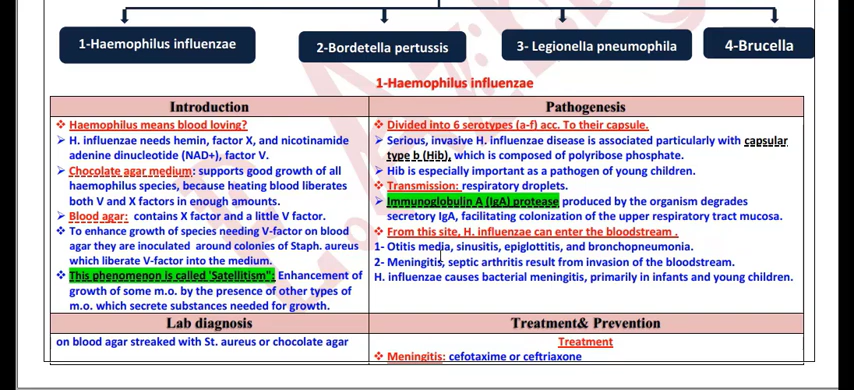 1-Haemophilus influenzae
2-Bordetella pertussis
3- Legionella pneumophila
4-Brucella
1-Haemophilus influenzae
Introduction
❖ Haemophilus means blood loving?
➢ H. influenzae needs hemin, factor X, and nicotinamide
adenine dinucleotide (NAD+), factor V.
➢ Chocolate agar medium: supports good growth of all
haemophilus species, because heating blood liberates
both V and X factors in enough amounts.
➢ Blood agar: contains X factor and a little V factor.
❖ To enhance growth of species needing V-factor on blood
agar they are inoculated around colonies of Staph. aureus
which liberate V-factor into the medium.
❖ This phenomenon is called 'Satellitism": Enhancement of
growth of some m.o. by the presence of other types of
m.o. which secrete substances needed for growth.
Pathogenesis
❖ Divided into 6 serotypes (a-f) acc. To their capsule.
➢ Serious, invasive H. influenzae disease is associated particularly with capsular
type b (Hib), which is composed of polyribose phosphate.
➢ Hib is especially important as a pathogen of young children.
❖ Transmission: respiratory droplets.
➢ Immunoglobulin A (IgA) protease produced by the organism degrades
secretory IgA, facilitating colonization of the upper respiratory tract mucosa.
❖ From this site, H. influenzae can enter the bloodstream .
1- Otitis media, sinusitis, epiglottitis, and bronchopneumonia.
2- Meningitis, septic arthritis result from invasion of the bloodstream.
H. influenzae causes bacterial meningitis, primarily in infants and young children.
Lab diagnosis
on blood agar streaked with St. aureus or chocolate agar
Treatment& Prevention
Treatment
❖ Meningitis: cefotaxime or ceftriaxone